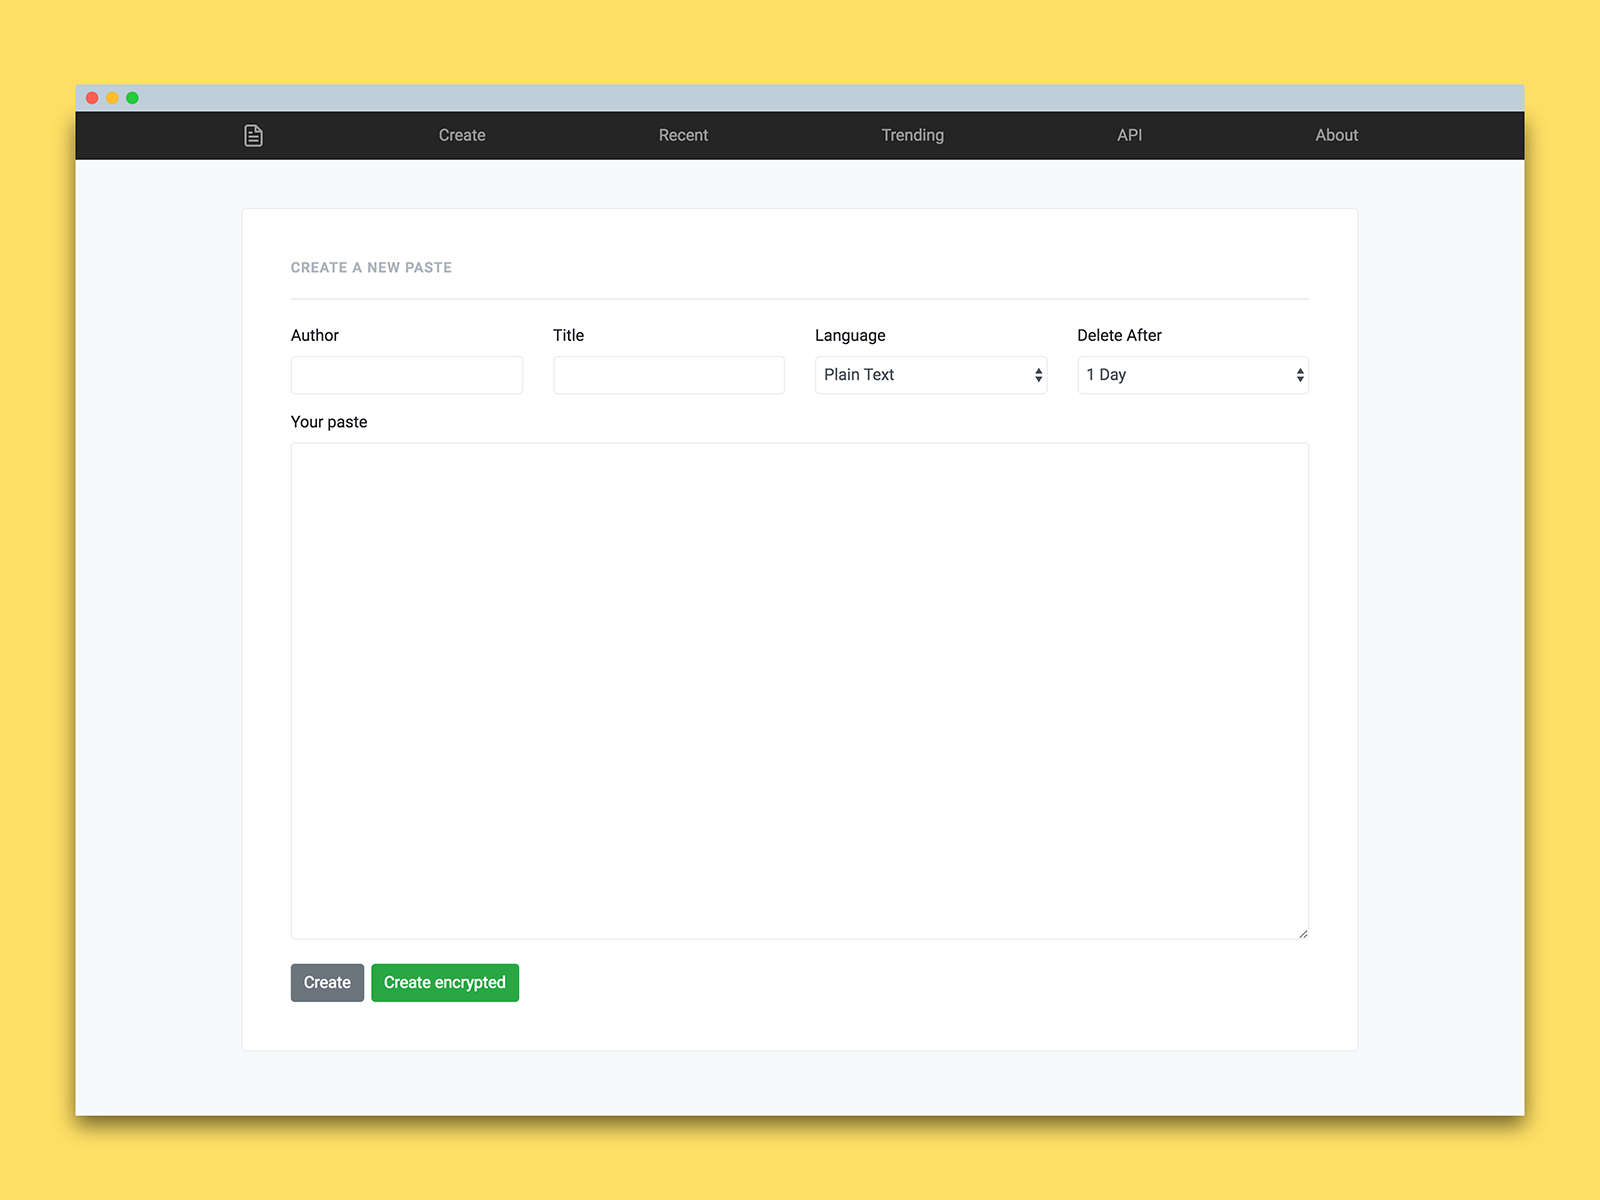 Create Recent Trending API About
CREATE A NEW PASTE
Author Title Language Delete After
Plain Text 1 Day
Your paste
Create Create encrypted